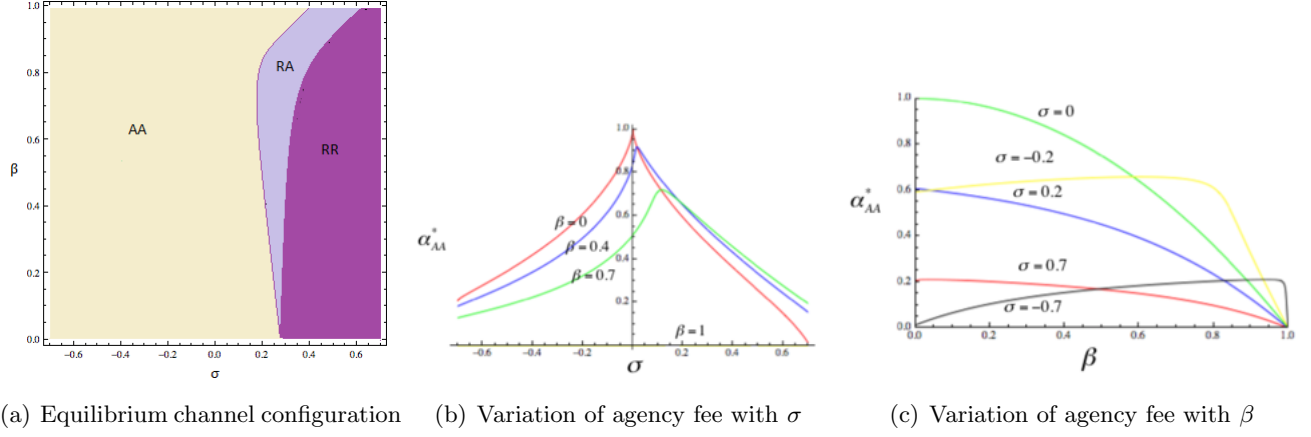 1.0
0.8
0.6
0.4
0.2
0.0
β
AA
RA
RR
−0.6
−0.4
−0.2
0.0
0.2
0.4
0.6
σ
α*AA
1.0
0.8
0.6
0.4
0.2
β = 0
β = 0.4
β = 0.7
β = 1
−0.6
−0.4
−0.2
0.2
0.4
0.6
σ
α*AA
1.0
0.8
0.6
0.4
0.2
0.0
σ = 0
σ = −0.2
σ = 0.2
σ = 0.7
σ = −0.7
0.0
0.2
0.4
0.6
0.8
1.0
β
(a) Equilibrium channel configuration
(b) Variation of agency fee with σ
(c) Variation of agency fee with β